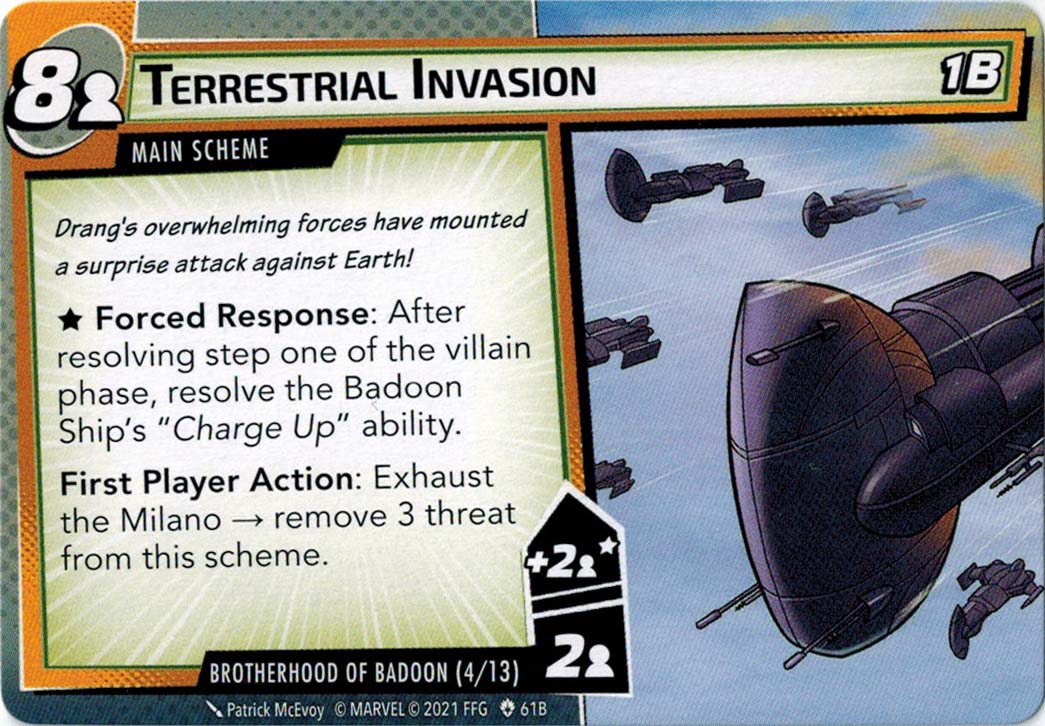 8
TERRESTRIAL INVASION
1B
MAIN SCHEME
Drang's overwhelming forces have mounted
a surprise attack against Earth!
★ Forced Response: After
resolving step one of the villain
phase, resolve the Badoon
Ship's “Charge Up” ability.
First Player Action: Exhaust
the Milano → remove 3 threat
from this scheme.
+2 ★
2
BROTHERHOOD OF BADOON (4/13)
Patrick McEvoy © MARVEL © 2021 FFG 61B